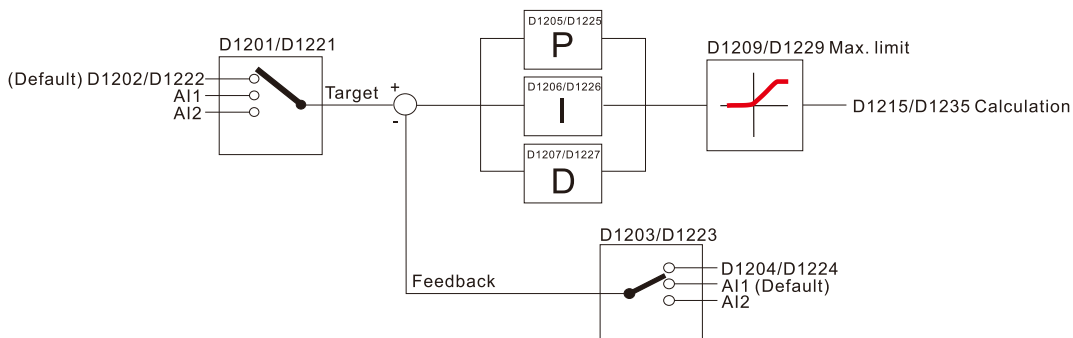 D1201/D1221
(Default) D1202/D1222
AI1
AI2
Target
+
-
D1205/D1225
P
D1206/D1226
I
D1207/D1227
D
D1209/D1229 Max. limit
D1215/D1235 Calculation
D1203/D1223
D1204/D1224
AI1 (Default)
AI2
Feedback